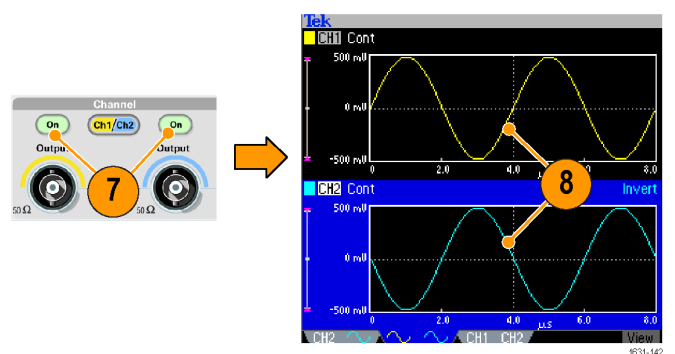 Channel
On Ch1/Ch2 On
Output Output
50 Ω 50 Ω
7
Tek
CH1 Cont
500 mV
0 mV
-500 mV
2.0 4.0 6.0 8.0
μs
8
CH2 Cont Invert
500 mV
0 mV
-500 mV
0 2.0 4.0 6.0 8.0
μs
CH2 CH1 CH2 View
1631-142